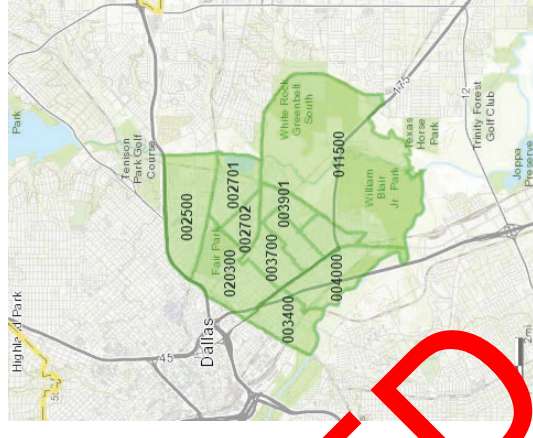 Highland Park
Park
Tenison
Park Golf
Course
45
002500
Dallas
Fair Park
020300
002701
002702
003700
003400
003901
White Rock
Greenbelt
South
004000
011500
William
Blair
Jr. Park
175
Texas
Horse
Park
12
Trinity Forest
Golf Club
Joppa
Preserve
2mi
D